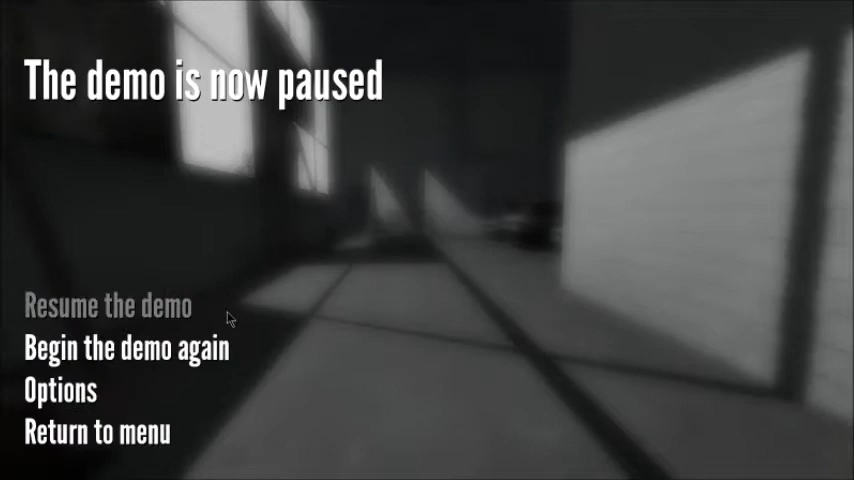 The demo is now paused
Resume the demo
Begin the demo again
Options
Return to menu